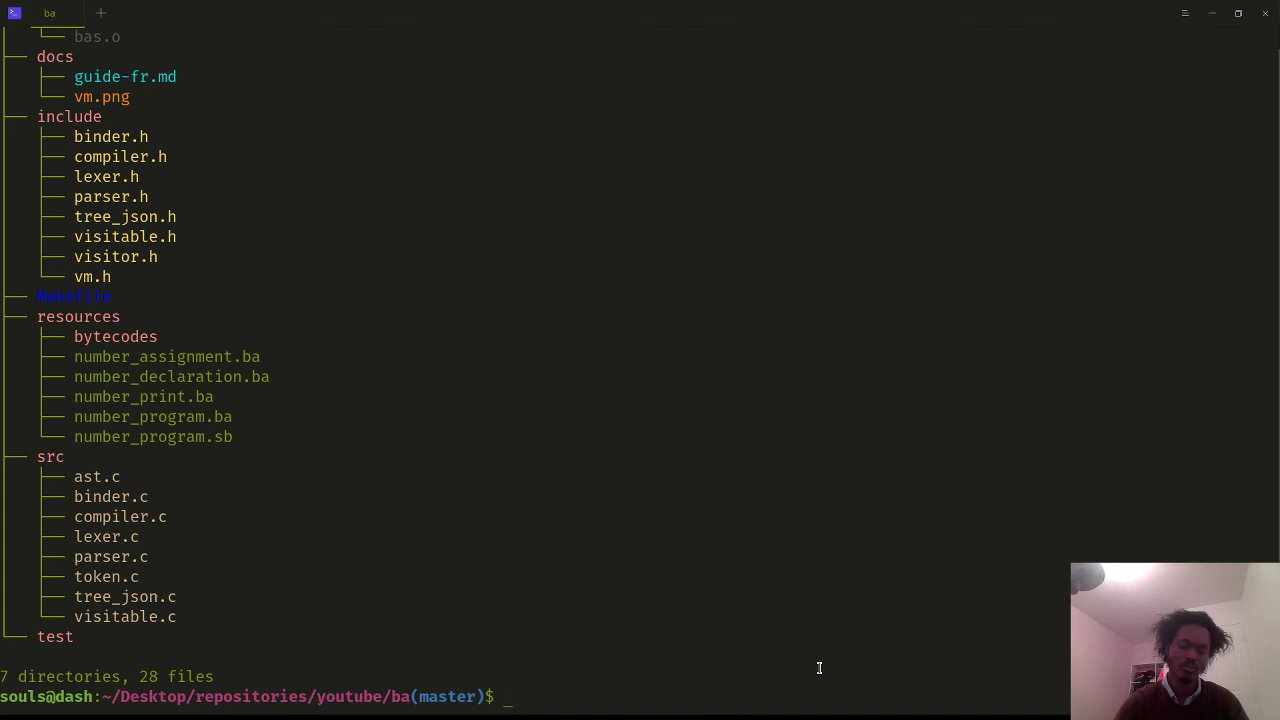 ba
│   └── bas.o
├── docs
│   ├── guide-fr.md
│   └── vm.png
├── include
│   ├── binder.h
│   ├── compiler.h
│   ├── lexer.h
│   ├── parser.h
│   ├── tree_json.h
│   ├── visitable.h
│   ├── visitor.h
│   └── vm.h
├── Makefile
├── resources
│   ├── bytecodes
│   ├── number_assignment.ba
│   ├── number_declaration.ba
│   ├── number_print.ba
│   ├── number_program.ba
│   └── number_program.sb
├── src
│   ├── ast.c
│   ├── binder.c
│   ├── compiler.c
│   ├── lexer.c
│   ├── parser.c
│   ├── token.c
│   ├── tree_json.c
│   └── visitable.c
└── test
7 directories, 28 files
souls@dash:~/Desktop/repositories/youtube/ba(master)$ _